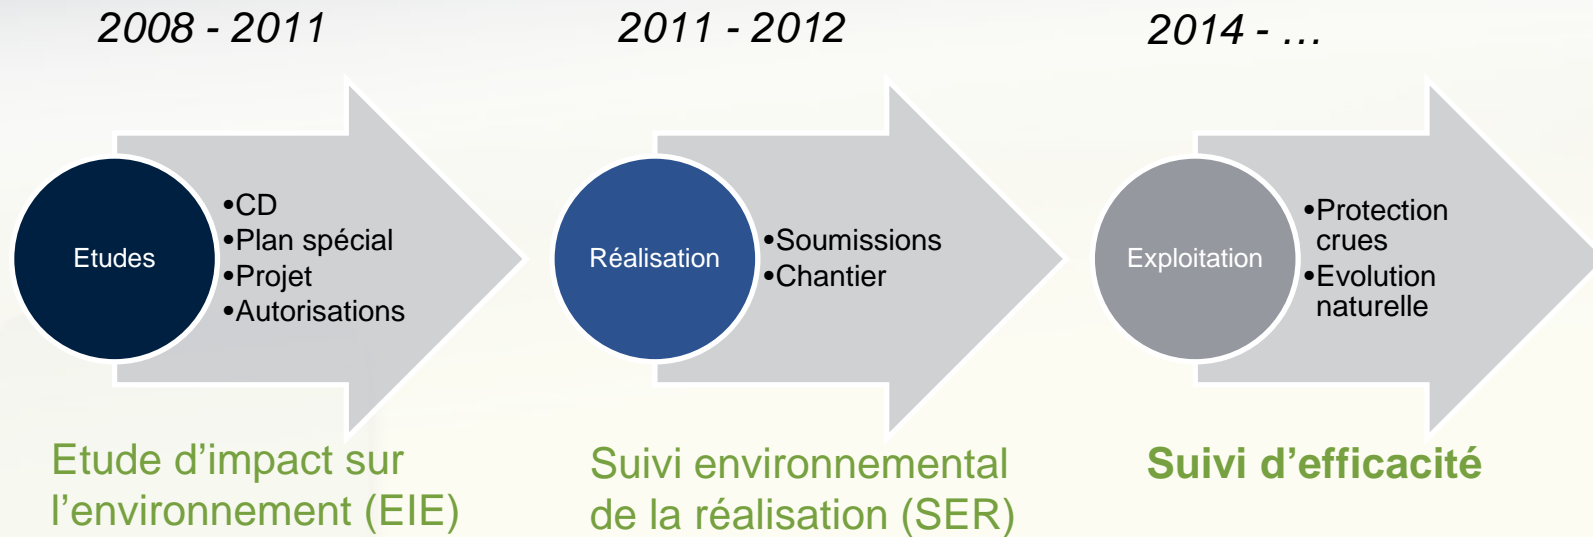 2008 - 2011
2011 - 2012
2014 - …
Etudes
•CD
•Plan spécial
•Projet
•Autorisations
Réalisation
•Soumissions
•Chantier
Exploitation
•Protection
crues
•Evolution
naturelle
Etude d’impact sur
l’environnement (EIE)
Suivi environnemental
de la réalisation (SER)
Suivi d’efficacité